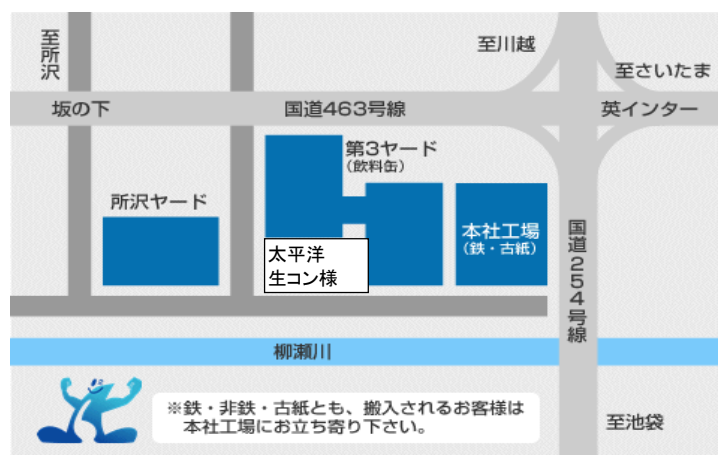 至所沢
至川越
至さいたま
坂の下
国道463号線
英インター
第3ヤード
（飲料缶）
所沢ヤード
本社工場
（鉄・古紙）
太平洋
生コン様
国道254号線
柳瀬川
※鉄・非鉄・古紙とも、搬入されるお客様は
本社工場にお立ち寄り下さい。
至池袋